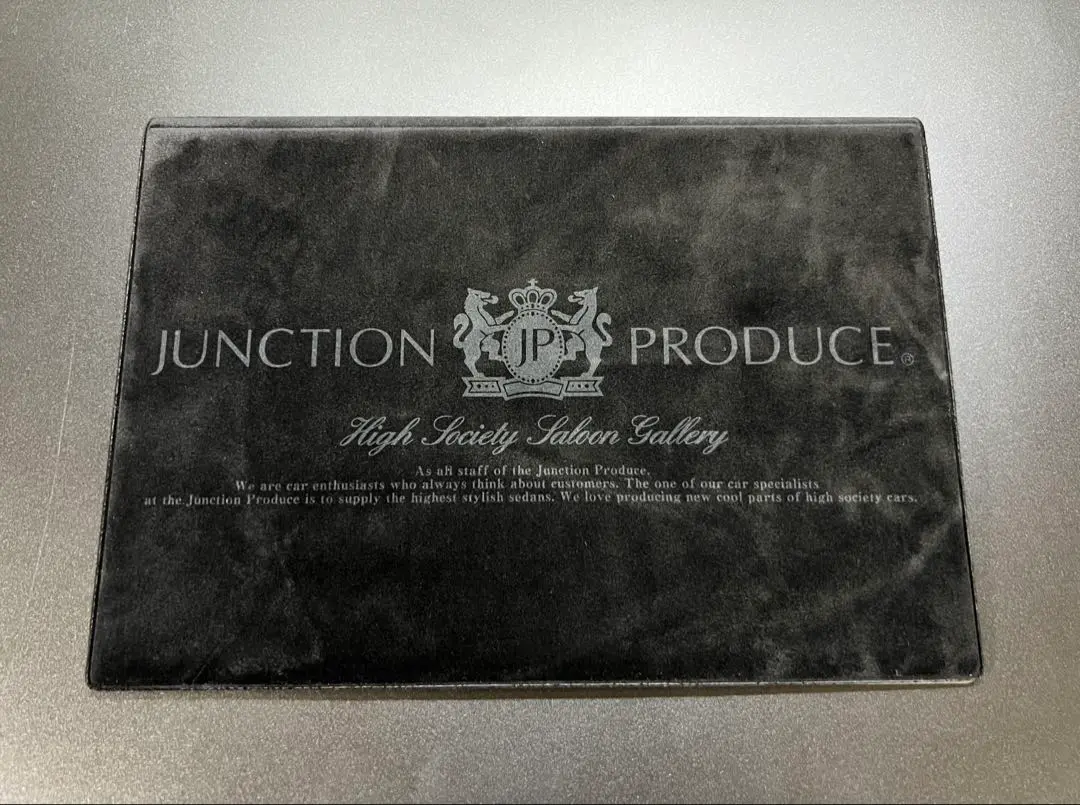 JUNCTION JP PRODUCE®
High Society Saloon Gallery
As all staff of the Junction Produce.
We are car enthusiasts who always think about customers. The one of our car specialists
at the Junction Produce is to supply the highest stylish sedans. We love producing new cool parts of high society cars.